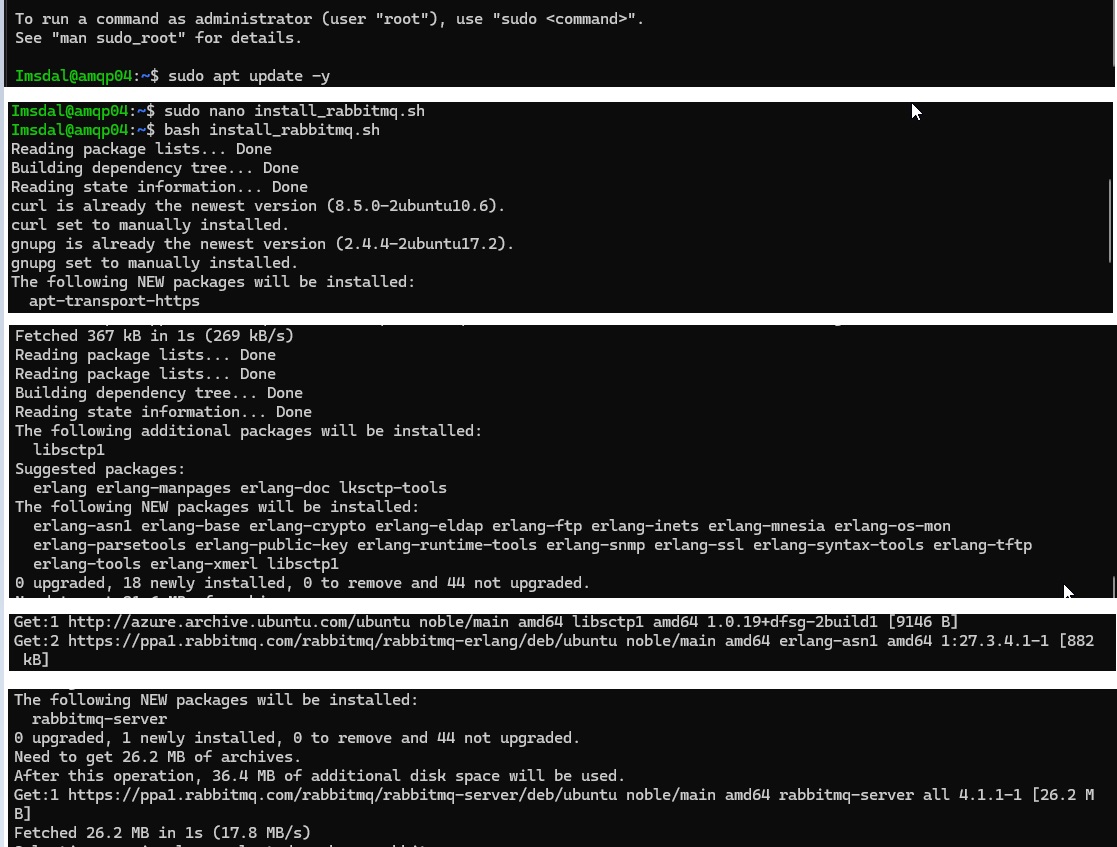 To run a command as administrator (user "root"), use "sudo <command>".
See "man sudo_root" for details.
Imsdal@amqp04:~$ sudo apt update -y
Imsdal@amqp04:~$ sudo nano install_rabbitmq.sh
Imsdal@amqp04:~$ bash install_rabbitmq.sh
Reading package lists... Done
Building dependency tree... Done
Reading state information... Done
curl is already the newest version (8.5.0-2ubuntu10.6).
curl set to manually installed.
gnupg is already the newest version (2.4.4-2ubuntu17.2).
gnupg set to manually installed.
The following NEW packages will be installed:
  apt-transport-https
Fetched 367 kB in 1s (269 kB/s)
Reading package lists... Done
Reading package lists... Done
Building dependency tree... Done
Reading state information... Done
The following additional packages will be installed:
  libsctp1
Suggested packages:
  erlang erlang-manpages erlang-doc lksctp-tools
The following NEW packages will be installed:
  erlang-asn1 erlang-base erlang-crypto erlang-eldap erlang-ftp erlang-inets erlang-mnesia erlang-os-mon
  erlang-parsetools erlang-public-key erlang-runtime-tools erlang-snmp erlang-ssl erlang-syntax-tools erlang-tftp
  erlang-tools erlang-xmerl libsctp1
0 upgraded, 18 newly installed, 0 to remove and 44 not upgraded.
Get:1 http://azure.archive.ubuntu.com/ubuntu noble/main amd64 libsctp1 amd64 1.0.19+dfsg-2build1 [9146 B]
Get:2 https://ppa1.rabbitmq.com/rabbitmq/rabbitmq-erlang/deb/ubuntu noble/main amd64 erlang-asn1 amd64 1:27.3.4.1-1 [882
 kB]
The following NEW packages will be installed:
  rabbitmq-server
0 upgraded, 1 newly installed, 0 to remove and 44 not upgraded.
Need to get 26.2 MB of archives.
After this operation, 36.4 MB of additional disk space will be used.
Get:1 https://ppa1.rabbitmq.com/rabbitmq/rabbitmq-server/deb/ubuntu noble/main amd64 rabbitmq-server all 4.1.1-1 [26.2 M
B]
Fetched 26.2 MB in 1s (17.8 MB/s)